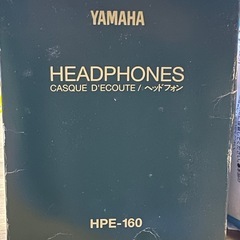 YAMAHA
HEADPHONES
CASQUE D'ECOUTE / ヘッドフォン
HPE-160